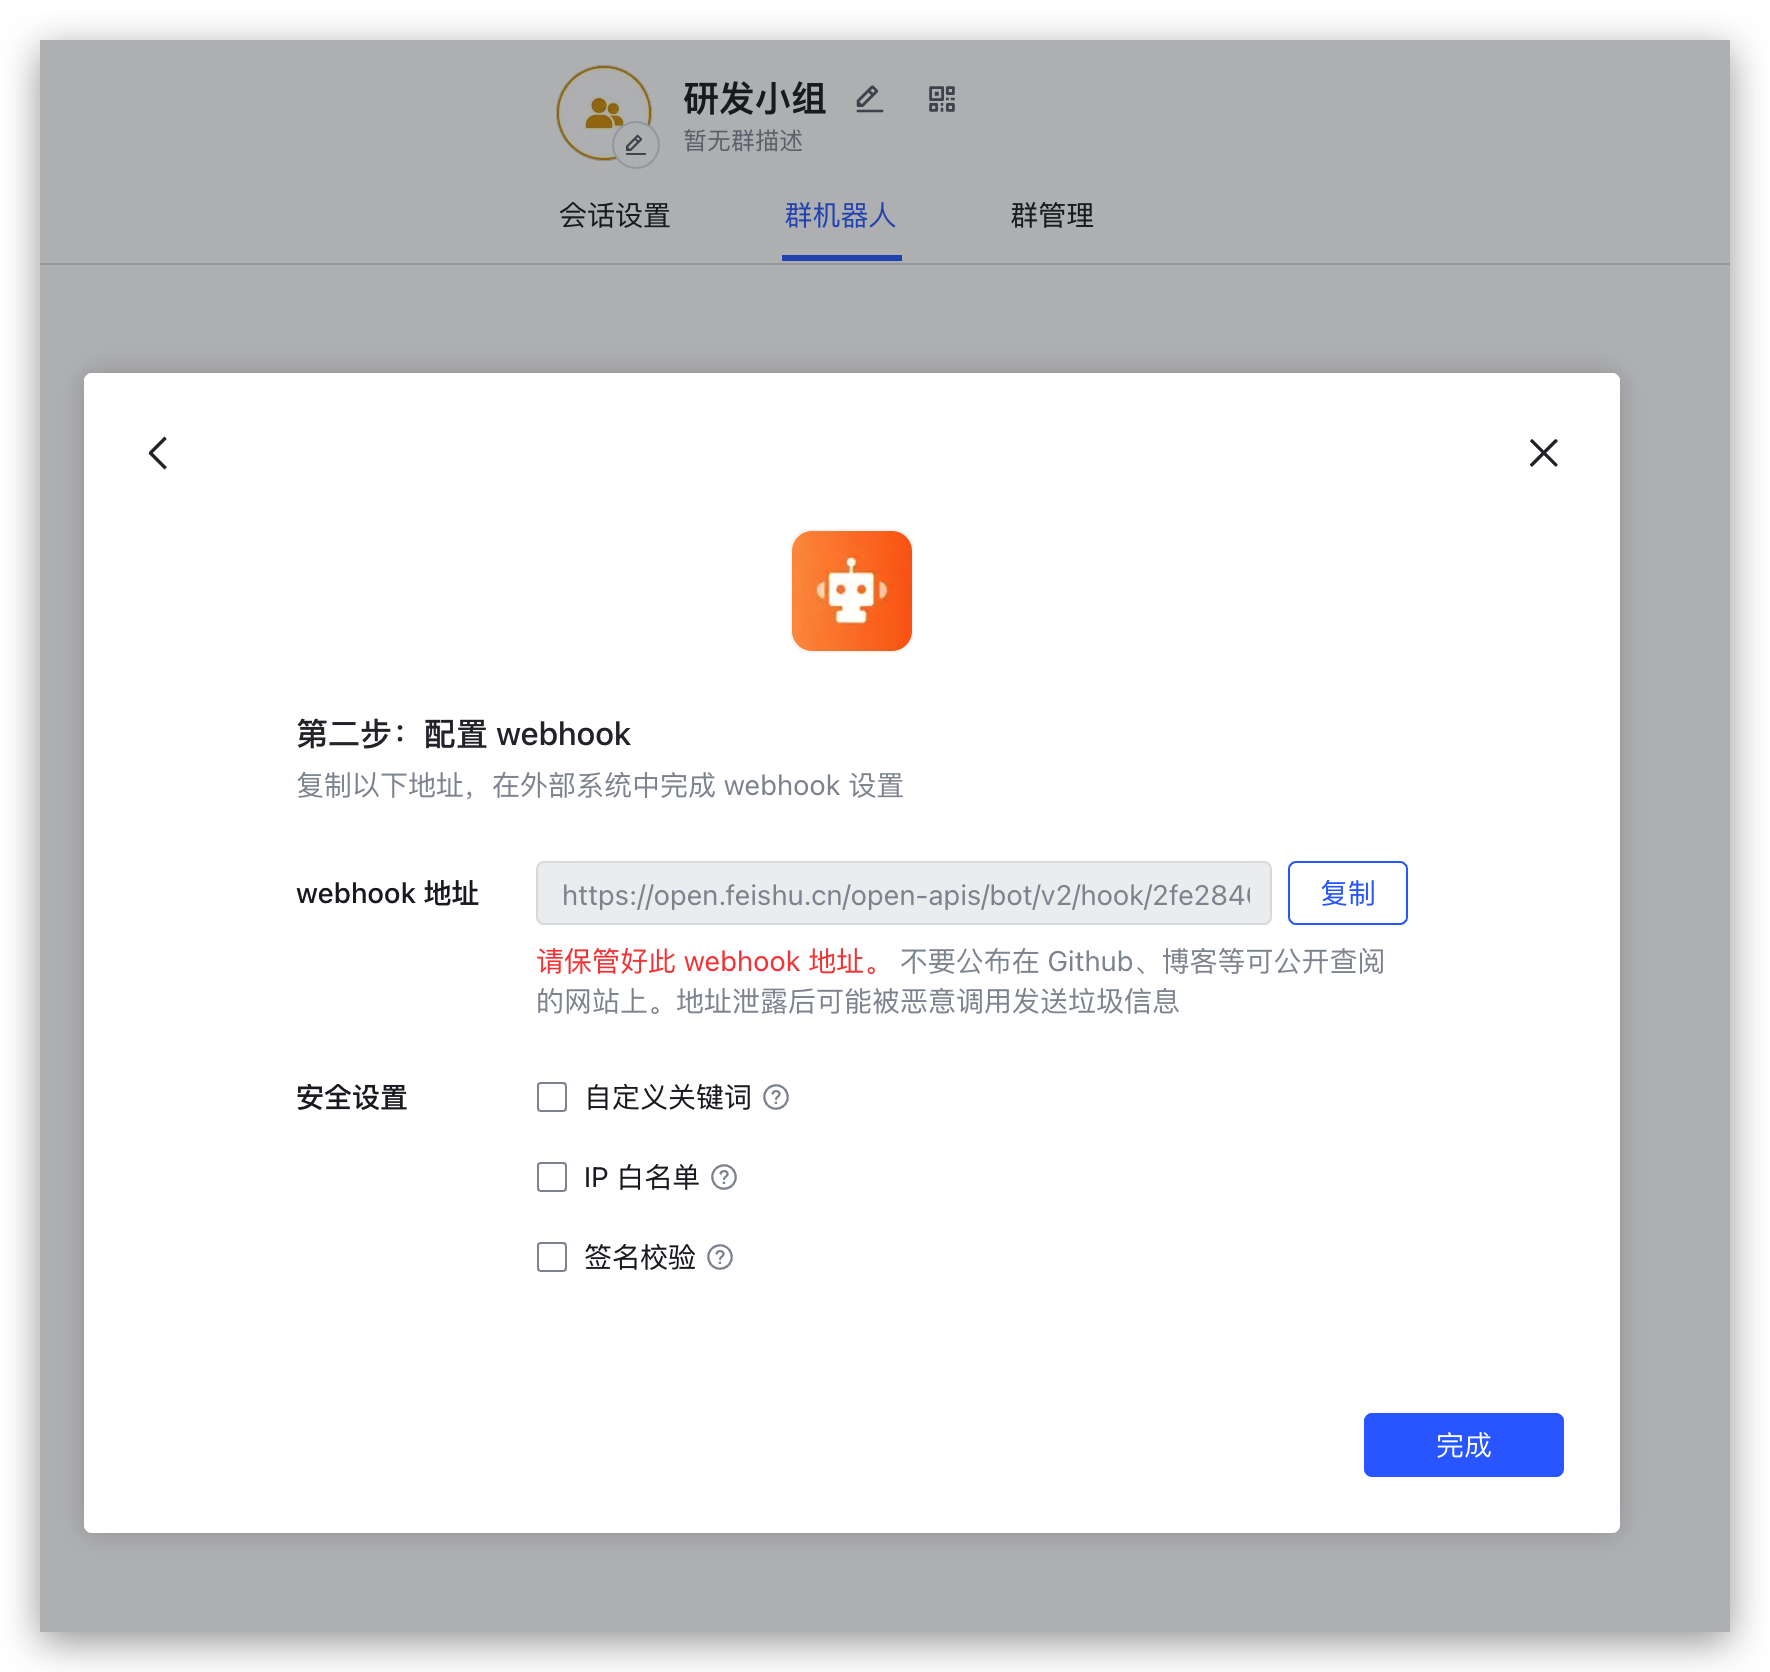 研发小组
暂无群描述
会话设置
群机器人
群管理
第二步：配置 webhook
复制以下地址，在外部系统中完成 webhook 设置
webhook 地址
https://open.feishu.cn/open-apis/bot/v2/hook/2fe284
复制
请保管好此 webhook 地址。 不要公布在 Github、博客等可公开查阅
的网站上。地址泄露后可能被恶意调用发送垃圾信息
安全设置
自定义关键词
IP 白名单
签名校验
完成